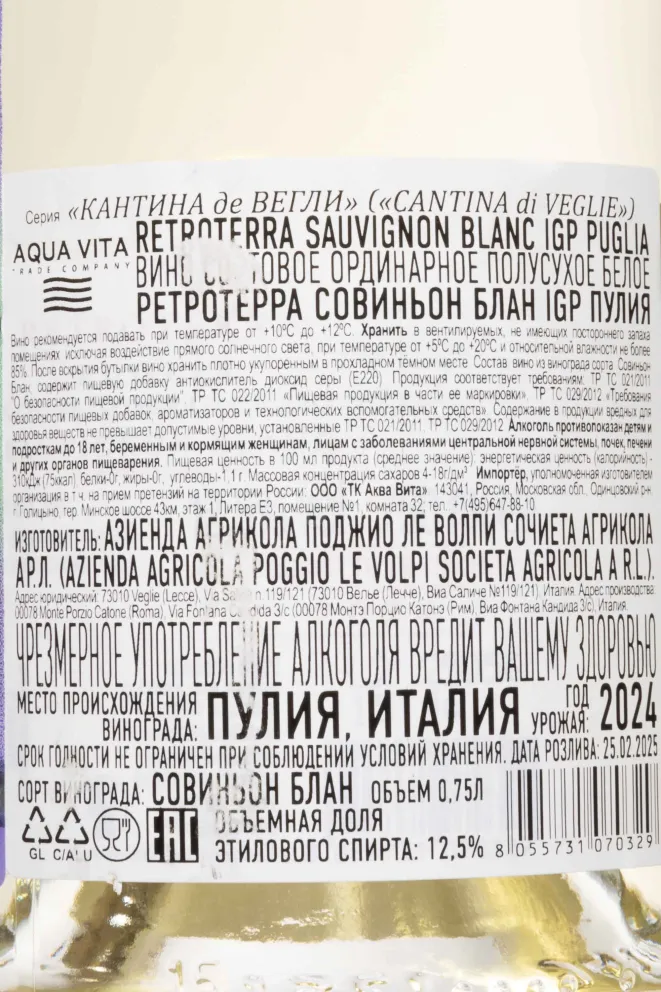 Серия «КАНТИНА де ВЕГЛИ» («CANTINA di VEGLIE»)
AQUA VITA
TRADE COMPANY
RETROTERRA SAUVIGNON BLANC IGP PUGLIA
ВИНО СОРТОВОЕ ОРДИНАРНОЕ ПОЛУСУХОЕ БЕЛОЕ
РЕТРОТЕРРА СОВИНЬОН БЛАН IGP ПУЛИЯ
Вино рекомендуется подавать при температуре от +10°С до +12°С. Хранить в вентилируемых, не имеющих постороннего запаха
помещениях исключая воздействие прямого солнечного света, при температуре от +5°С до +20°С и относительной влажности не более
85%. После вскрытия бутылки вино хранить плотно укупоренным в прохладном темном месте. Состав: вино из винограда сорта Совиньон
Блан, содержит пищевую добавку антиокислитель диоксид серы (Е220). Продукция соответствует требованиям: ТР ТС 021/2011
"О безопасности пищевой продукции", ТР ТС 022/2011 «Пищевая продукция в части ее маркировки», ТР ТС 029/2012 «Требования
безопасности пищевых добавок, ароматизаторов и технологических вспомогательных средств». Содержание в продукции вредных для
здоровья веществ не превышает допустимые уровни, установленные ТР ТС 021/2011, ТР ТС 029/2012. Алкоголь противопоказан детям и
подросткам до 18 лет, беременным и кормящим женщинам, лицам с заболеваниями центральной нервной системы, почек, печени
и других органов пищеварения. Пищевая ценность в 100 мл продукта (среднее значение): энергетическая ценность (калорийность)-
310кДж (75ккал), белки-0г, жиры-0г, углеводы-1,1г. Массовая концентрация сахаров 4-18г/дм³. Импортёр, уполномоченная изготовителем
организация в т.ч. на прием претензий на территории России: ООО «ТК Аква Вита». 143041, Россия, Московская обл., Одинцовский р-н,
г. Голицыно, тер. Минское шоссе 43км, этаж 1, Литера Е3, помещение №1, комната 32, тел. +7(495)647-88-10
ИЗГОТОВИТЕЛЬ: АЗИЕНДА АГРИКОЛА ПОДЖИО ЛЕ ВОЛПИ СОЧИЕТА АГРИКОЛА
А Р.Л. (AZIENDA AGRICOLA POGGIO LE VOLPI SOCIETA AGRICOLA A R.L.).
Адрес юридический: 73010 Veglie (Lecce), Via Salice n.119/121 (73010 Велье (Лечче), Виа Саличе №119/121), Италия. Адрес производства:
00078 Monte Porzio Catone (Roma), Via Fontana Candida 3/c (00078 Монтэ Порцио Катонэ (Рим), Виа Фонтана Кандида 3/c), Италия.
ЧРЕЗМЕРНОЕ УПОТРЕБЛЕНИЕ АЛКОГОЛЯ ВРЕДИТ ВАШЕМУ ЗДОРОВЬЮ
МЕСТО ПРОИСХОЖДЕНИЯ
ВИНОГРАДА: ПУЛИЯ, ИТАЛИЯ
ГОД
УРОЖАЯ: 2024
СРОК ГОДНОСТИ НЕ ОГРАНИЧЕН ПРИ СОБЛЮДЕНИИ УСЛОВИЙ ХРАНЕНИЯ. ДАТА РОЗЛИВА: 25.02.2025
СОРТ ВИНОГРАДА: СОВИНЬОН БЛАН ОБЪЕМ 0,75Л
ОБЪЕМНАЯ ДОЛЯ
ЭТИЛОВОГО СПИРТА: 12,5%
GL C/ALU
EAC
8 055731 070329